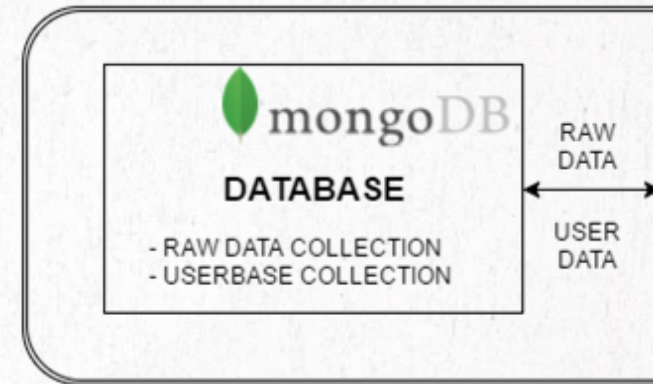 mongoDB.
DATABASE
- RAW DATA COLLECTION
- USERBASE COLLECTION
RAW
DATA
USER
DATA